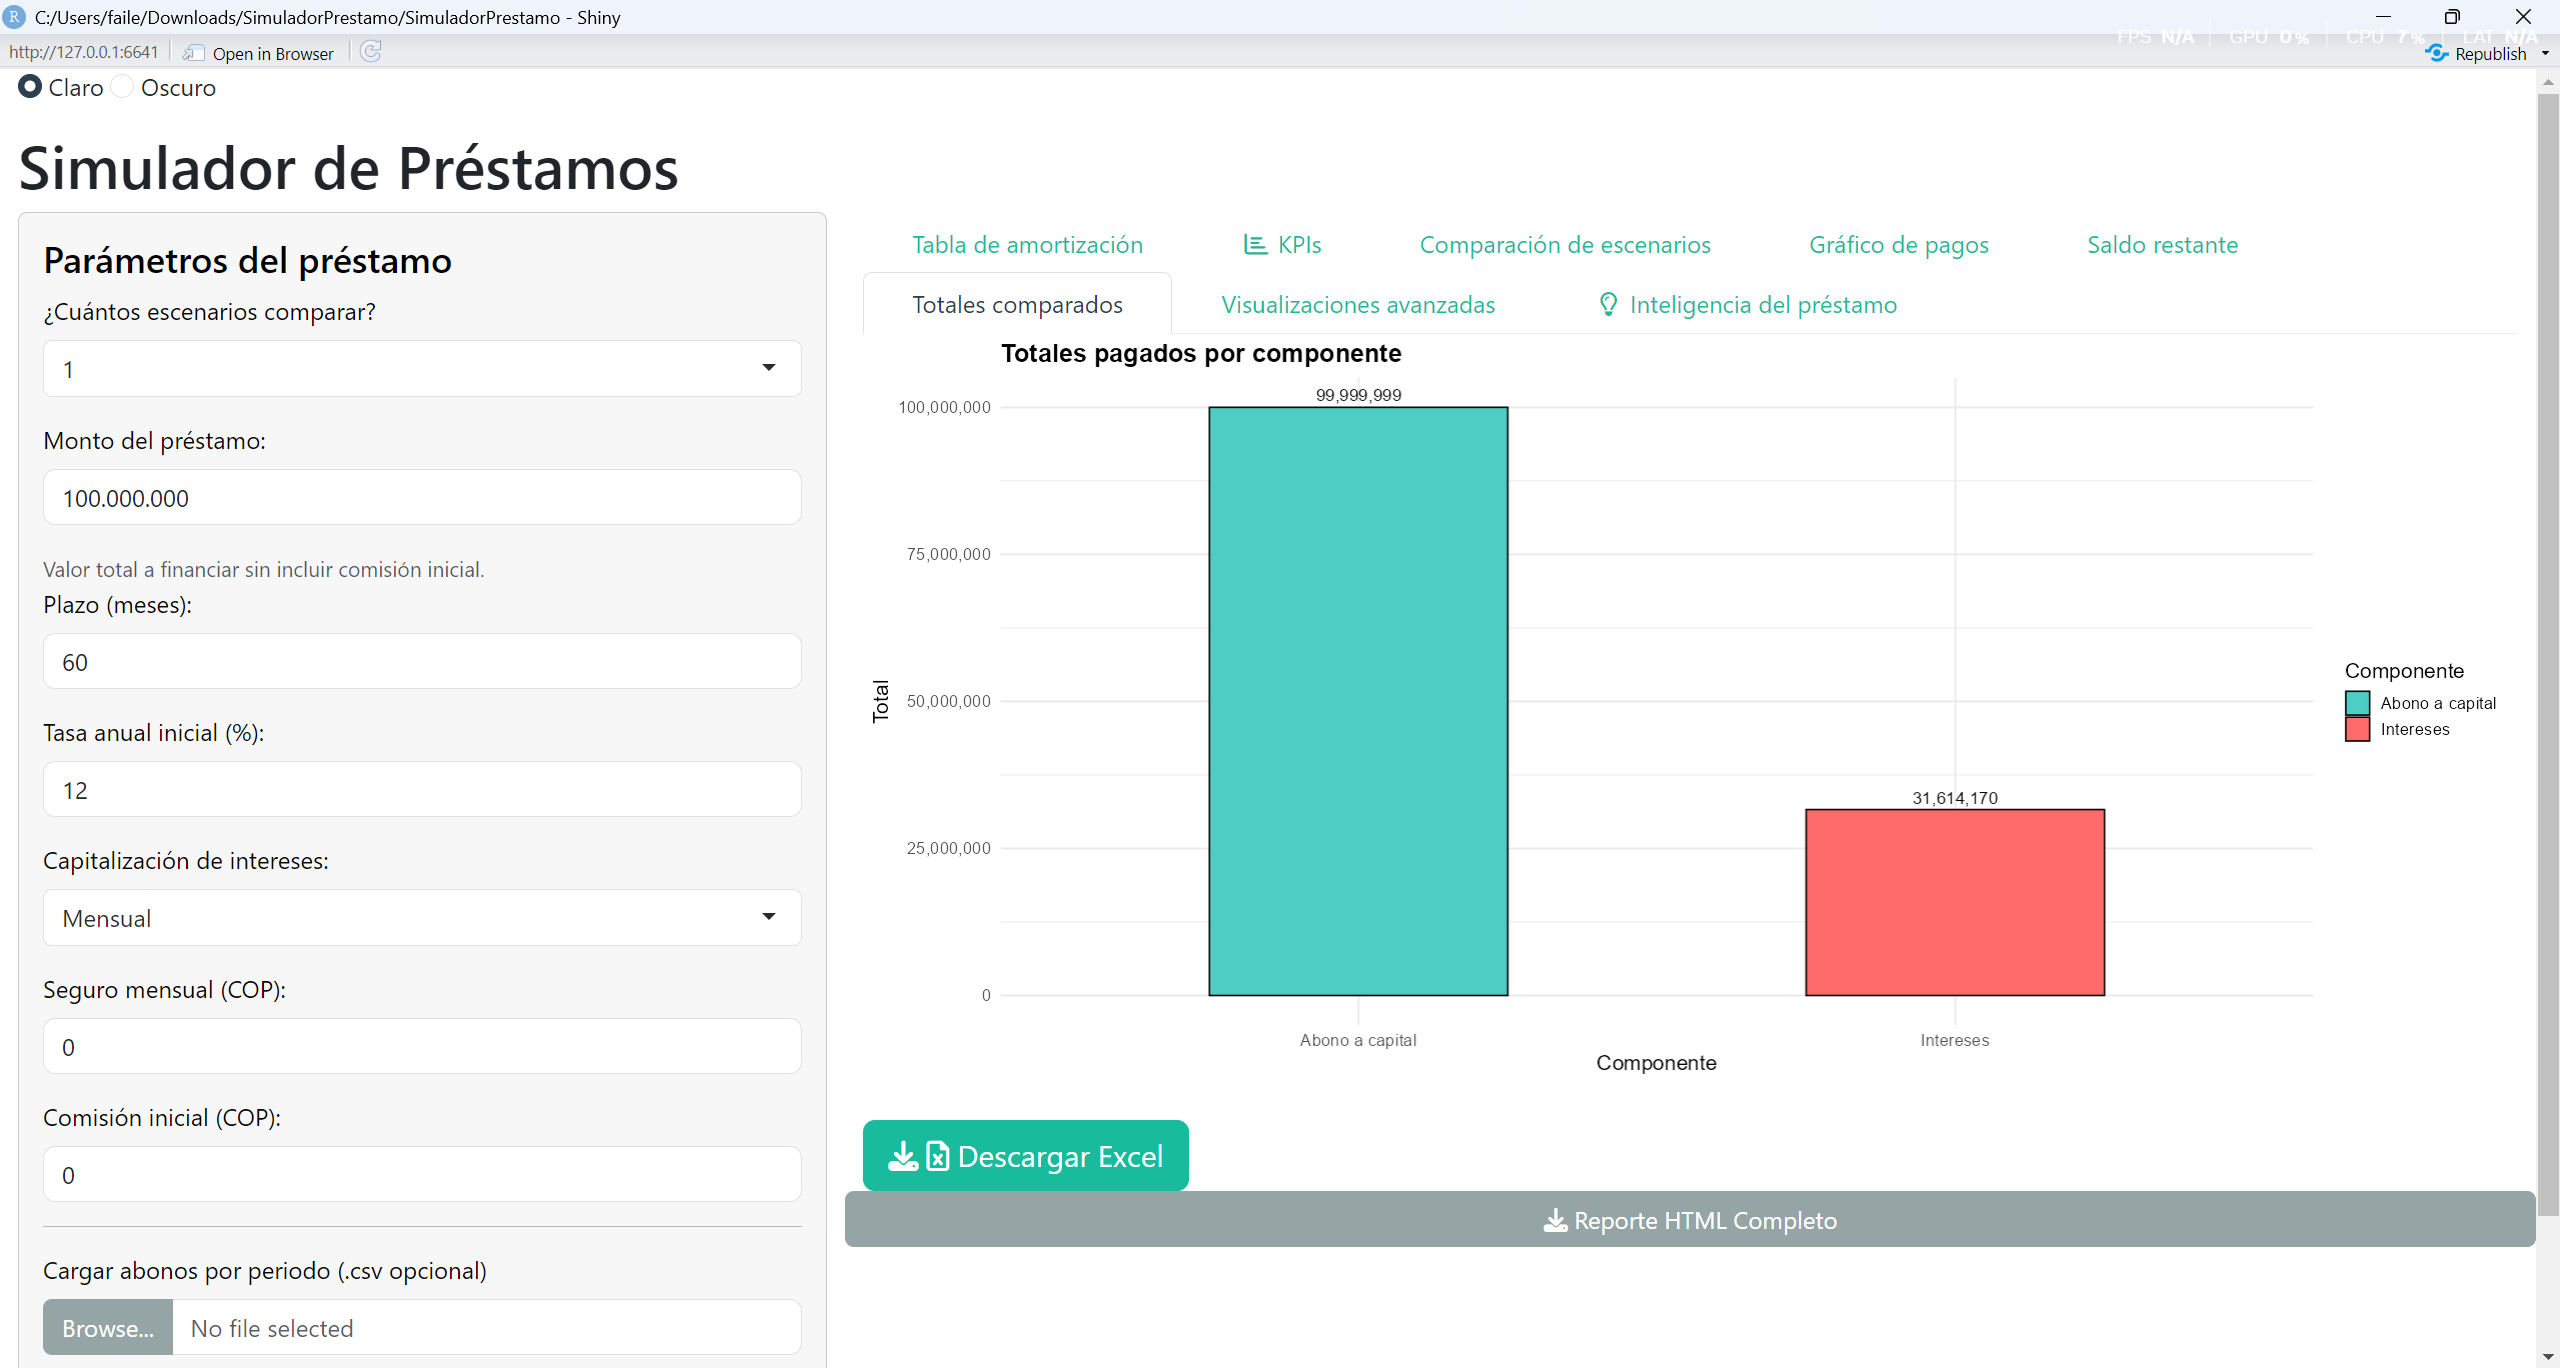 C:/Users/faile/Downloads/SimuladorPrestamo/SimuladorPrestamo - Shiny
FPS N/A GPU 0% CPU 7% LAT N/A
http://127.0.0.1:6641 Open in Browser Republish
Claro Oscuro
Simulador de Préstamos
Parámetros del préstamo
¿Cuántos escenarios comparar?
1
Monto del préstamo:
100.000.000
Valor total a financiar sin incluir comisión inicial.
Plazo (meses):
60
Tasa anual inicial (%):
12
Capitalización de intereses:
Mensual
Seguro mensual (COP):
0
Comisión inicial (COP):
0
Cargar abonos por periodo (.csv opcional)
Browse... No file selected
Tabla de amortización KPIs Comparación de escenarios Gráfico de pagos Saldo restante
Totales comparados Visualizaciones avanzadas Inteligencia del préstamo
Totales pagados por componente
99,999,999
100,000,000
75,000,000
50,000,000
25,000,000
0
Total
31,614,170
Abono a capital Intereses
Componente
Componente
Abono a capital
Intereses
Descargar Excel
Reporte HTML Completo